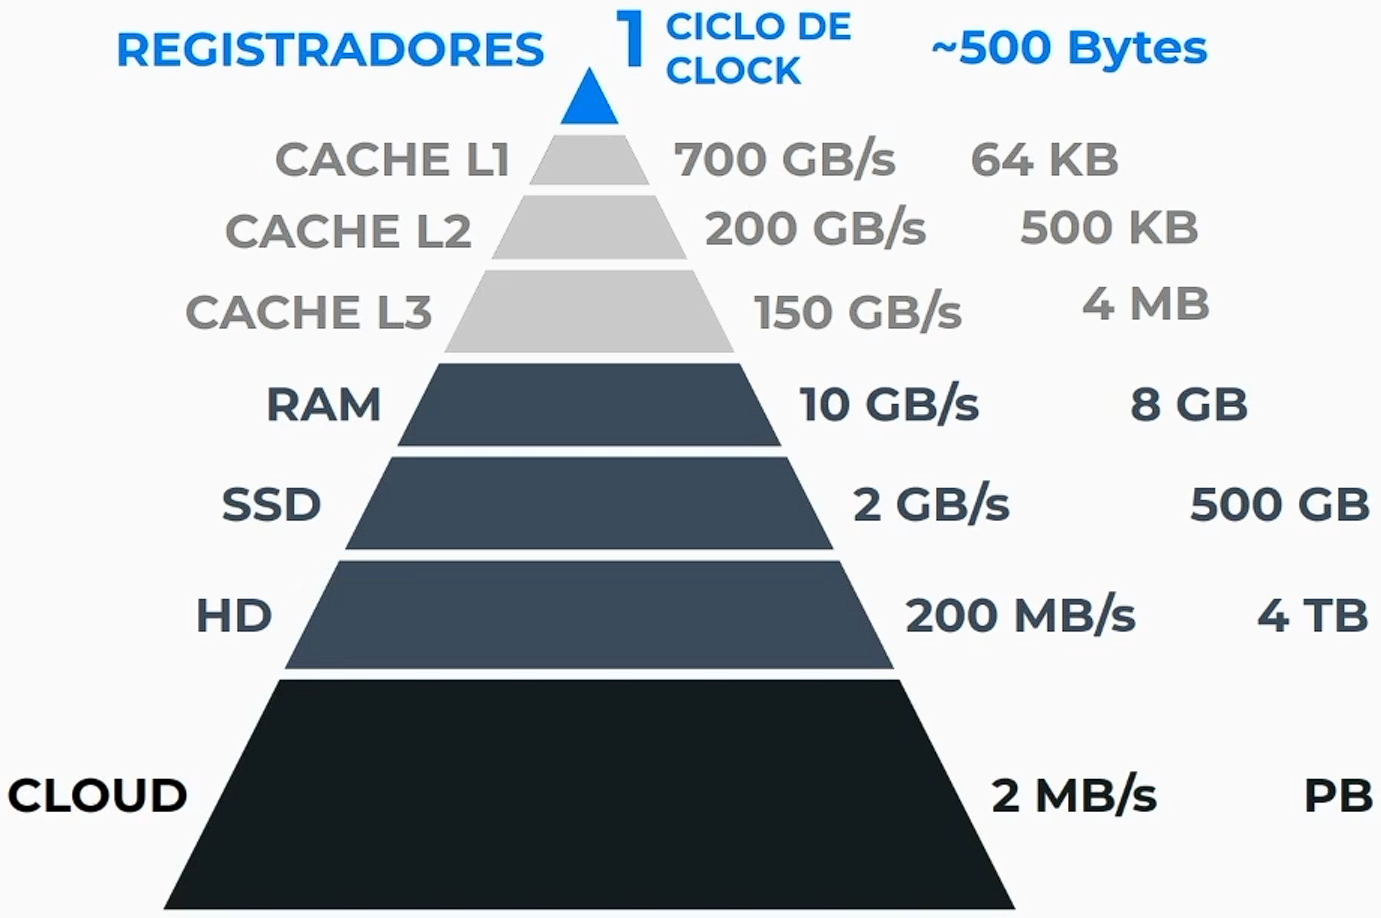 REGISTRADORES 1 CICLO DE CLOCK ~500 Bytes
CACHE L1 700 GB/s 64 KB
CACHE L2 200 GB/s 500 KB
CACHE L3 150 GB/s 4 MB
RAM 10 GB/s 8 GB
SSD 2 GB/s 500 GB
HD 200 MB/s 4 TB
CLOUD 2 MB/s PB